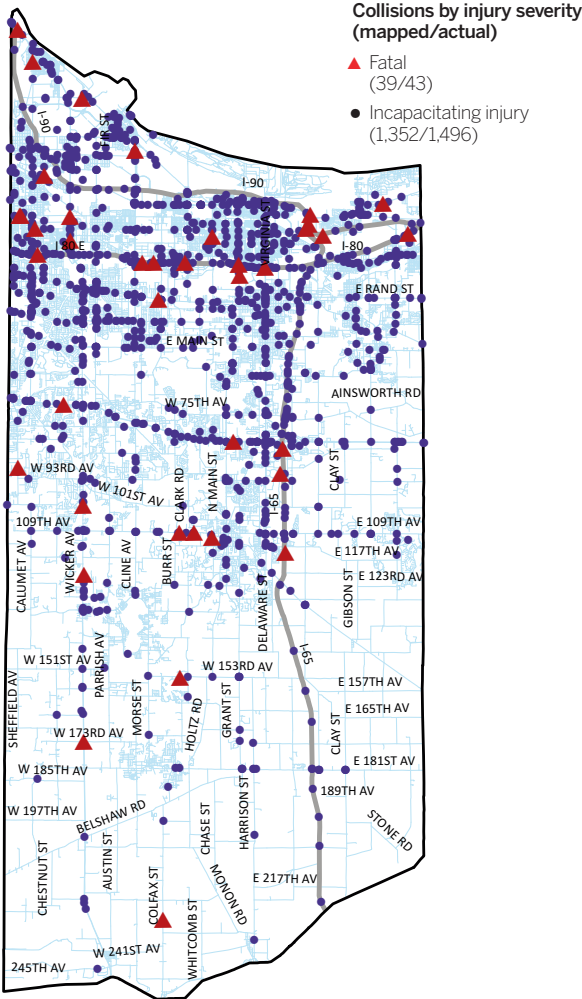 Collisions by injury severity
(mapped/actual)
Fatal
(39/43)
Incapacitating injury
(1,352/1,496)
I-90
FIR ST
I-90
VIRGINIA ST
I-80 E
I-80
E RAND ST
E MAIN ST
AINSWORTH RD
W 75TH AV
W 93RD AV
W 101ST AV
CLARK RD
N MAIN ST
CLAY ST
I-65
109TH AV
E 109TH AV
CALUMET AV
WICKER AV
CLINE AV
BURR ST
E 117TH AV
E 123RD AV
GIBSON ST
DELAWARE ST
W 151ST AV
PARRISH AV
W 153RD AV
I-65
SHEFFIELD AV
MORSE ST
HOLTZ RD
GRANT ST
E 157TH AV
E 165TH AV
CLAY ST
W 173RD AV
W 185TH AV
E 181ST AV
189TH AV
W 197TH AV
BELSHAW RD
CHASE ST
HARRISON ST
STONE RD
CHESTNUT ST
AUSTIN ST
COLFAX ST
MONON RD
E 217TH AV
WHITCOMB ST
W 241ST AV
245TH AV